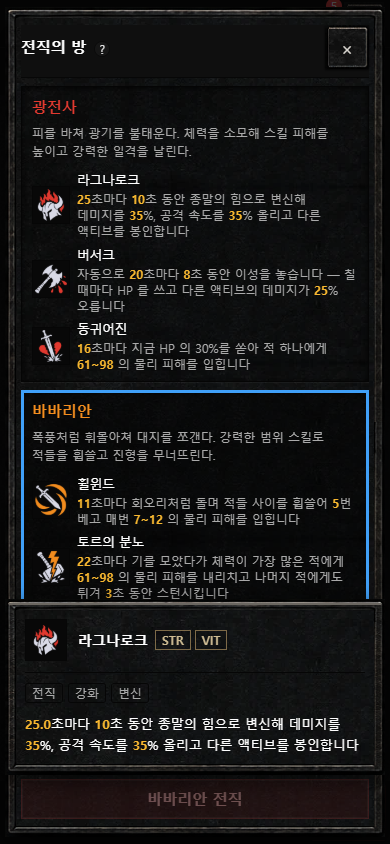 전직의 방 ?
×
광전사
피를 바쳐 광기를 불태운다. 체력을 소모해 스킬 피해를
높이고 강력한 일격을 날린다.
라그나로크
25초마다 10초 동안 종말의 힘으로 변신해
데미지를 35%, 공격 속도를 35% 올리고 다른
액티브를 봉인합니다
버서크
자동으로 20초마다 8초 동안 이성을 놓습니다 — 칠
때마다 HP 를 쓰고 다른 액티브의 데미지가 25%
오릅니다
동귀어진
16초마다 지금 HP 의 30%를 쏟아 적 하나에게
61~98 의 물리 피해를 입힙니다
바바리안
폭풍처럼 휘몰아쳐 대지를 쪼갠다. 강력한 범위 스킬로
적들을 휩쓸고 진형을 무너뜨린다.
휠윈드
11초마다 회오리처럼 돌며 적들 사이를 휩쓸어 5번
베고 매번 7~12 의 물리 피해를 입힙니다
토르의 분노
22초마다 기를 모았다가 체력이 가장 많은 적에게
61~98 의 물리 피해를 내리치고 나머지 적에게도
튀겨 3초 동안 스턴시킵니다
라그나로크 STR VIT
전직 강화 변신
25.0초마다 10초 동안 종말의 힘으로 변신해 데미지를
35%, 공격 속도를 35% 올리고 다른 액티브를 봉인합니다
바바리안 전직